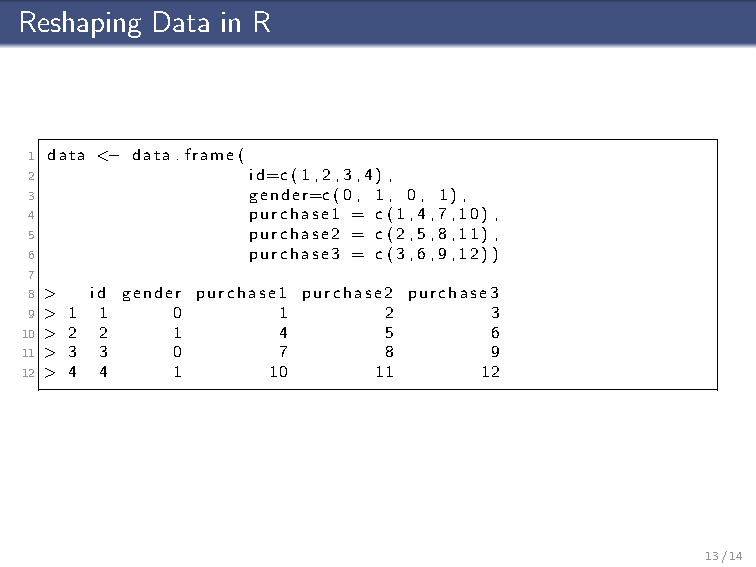 Reshaping Data in R
1 data <- data.frame(
2 id=c(1,2,3,4),
3 gender=c(0, 1, 0, 1),
4 purchase1 = c(1,4,7,10),
5 purchase2 = c(2,5,8,11),
6 purchase3 = c(3,6,9,12))
7
8 > id gender purchase1 purchase2 purchase3
9 > 1 1 0 1 2 3
10 > 2 2 1 4 5 6
11 > 3 3 0 7 8 9
12 > 4 4 1 10 11 12
13/14